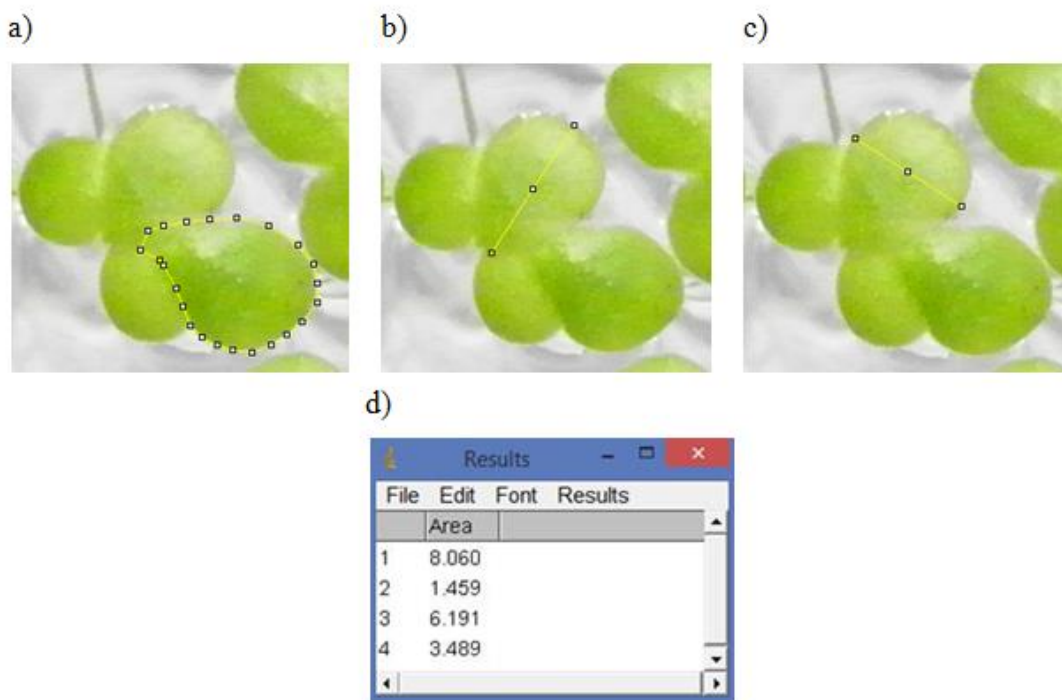 a)
b)
c)
d)
Results
File Edit Font Results
Area
1 8.060
2 1.459
3 6.191
4 3.489